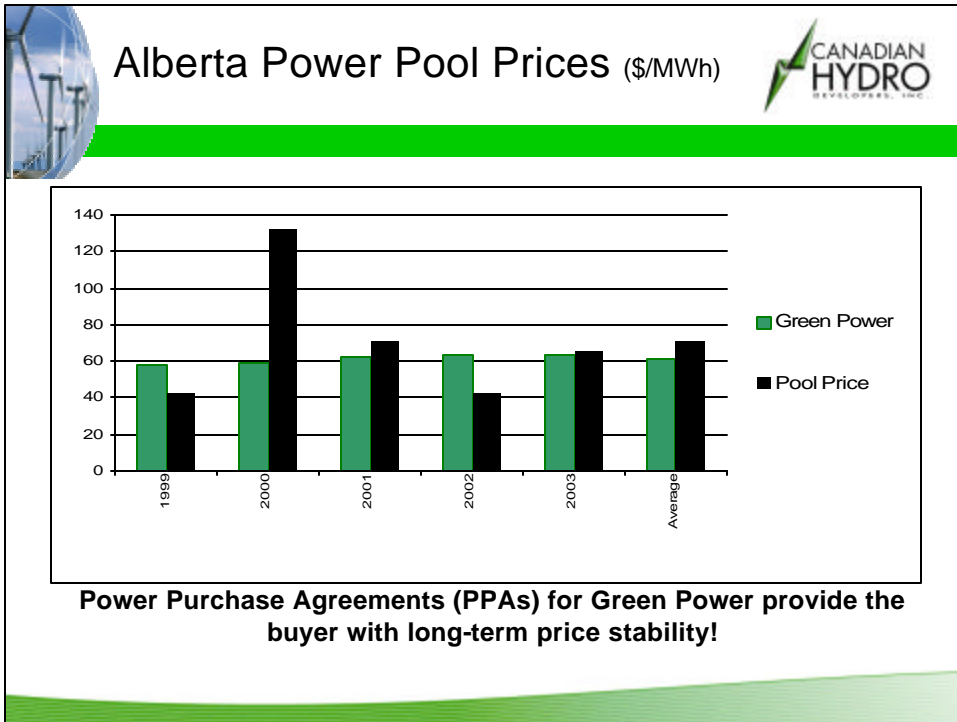 Alberta Power Pool Prices ($/MWh)
CANADIAN
HYDRO
DEVELOPERS, INC.
140
120
100
80
60
40
20
0
1999
2000
2001
2002
2003
Average
Green Power
Pool Price
Power Purchase Agreements (PPAs) for Green Power provide the
buyer with long-term price stability!